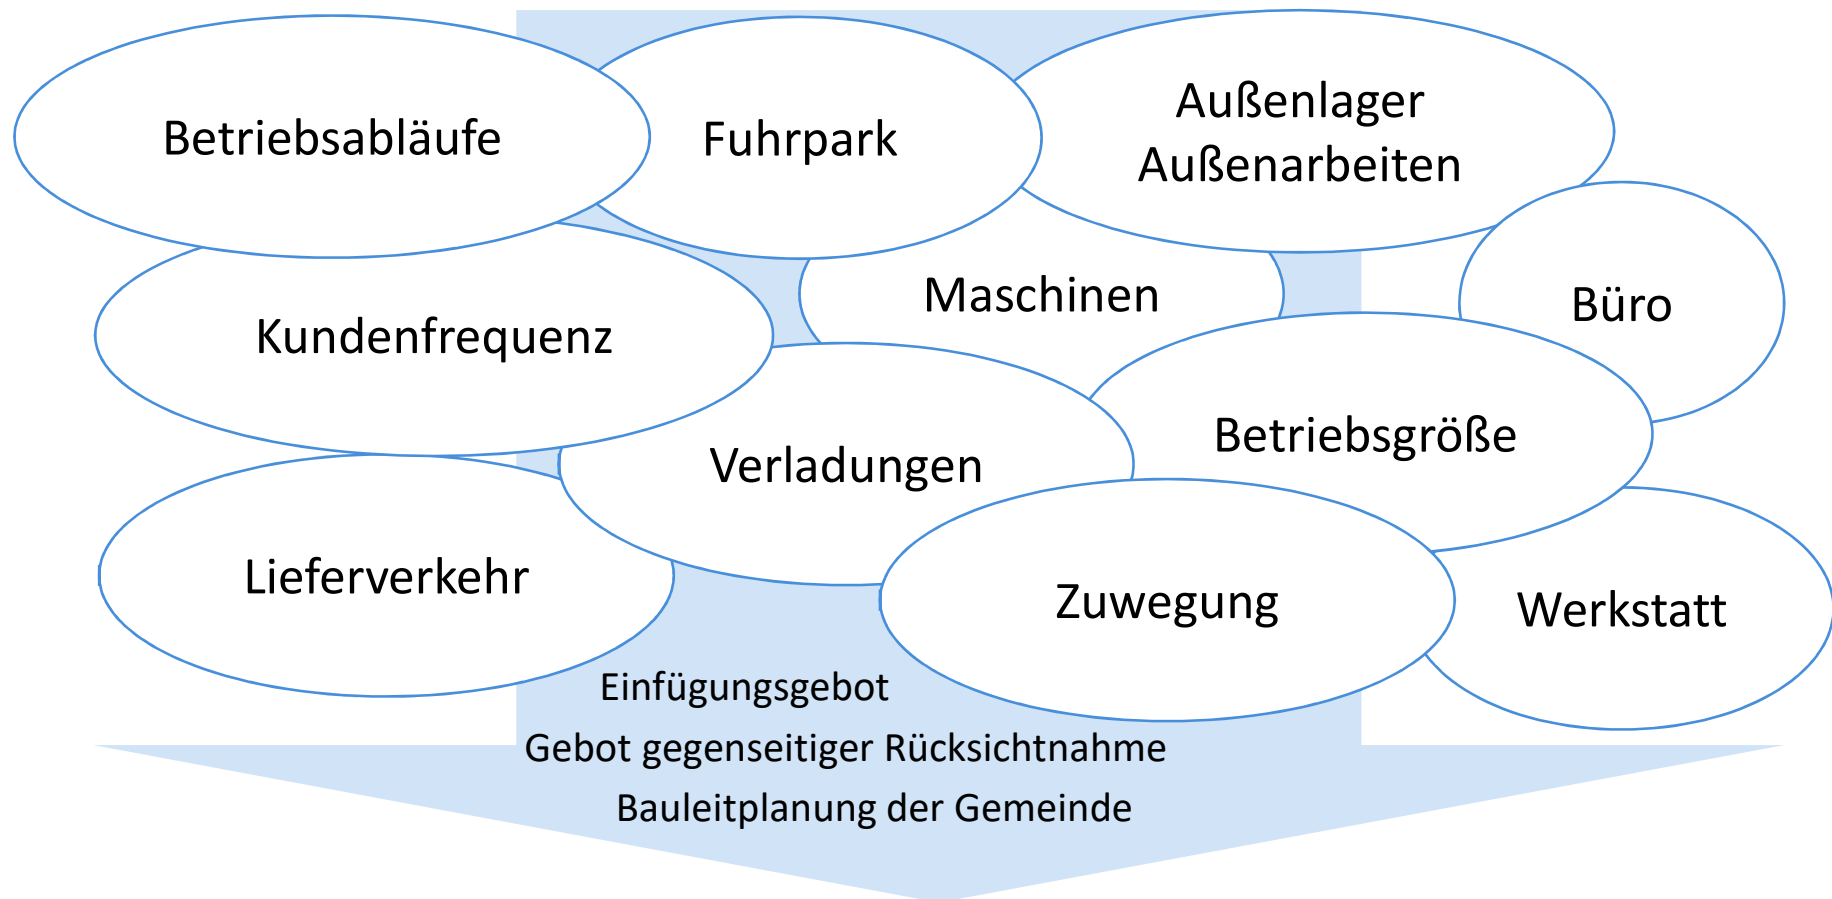 Betriebsabläufe
Fuhrpark
Außenlager
Außenarbeiten
Maschinen
Büro
Kundenfrequenz
Betriebsgröße
Verladungen
Lieferverkehr
Zuwegung
Werkstatt
Einfügungsgebot
Gebot gegenseitiger Rücksichtnahme
Bauleitplanung der Gemeinde